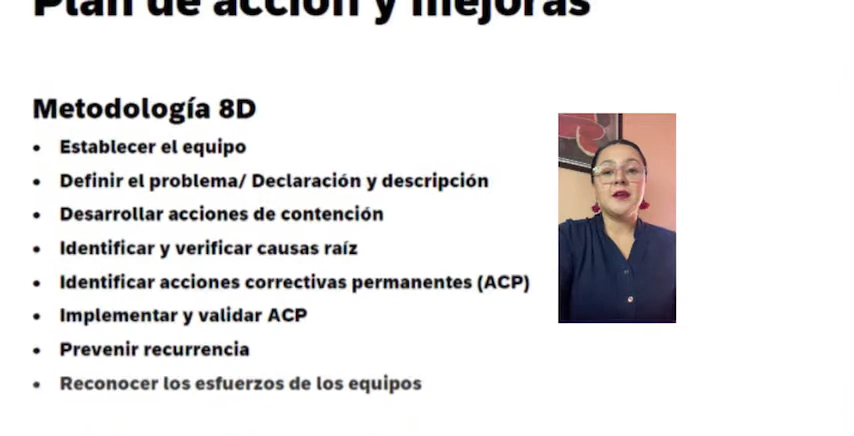 Plan de acción y mejoras
Metodología 8D
• Establecer el equipo
• Definir el problema/ Declaración y descripción
• Desarrollar acciones de contención
• Identificar y verificar causas raíz
• Identificar acciones correctivas permanentes (ACP)
• Implementar y validar ACP
• Prevenir recurrencia
• Reconocer los esfuerzos de los equipos